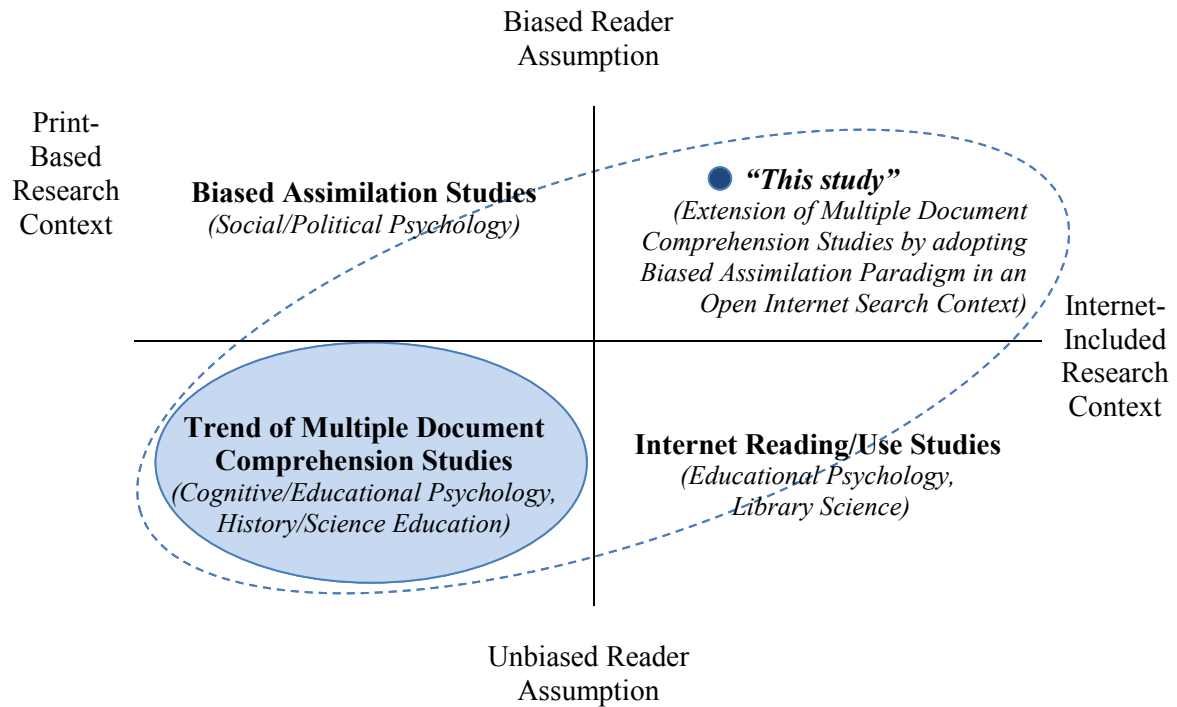 Biased Reader
Assumption
Print-
Based
Research
Context
Biased Assimilation Studies
(Social/Political Psychology)
“This study”
(Extension of Multiple Document
Comprehension Studies by adopting
Biased Assimilation Paradigm in an
Open Internet Search Context)
Internet-
Included
Research
Context
Trend of Multiple Document
Comprehension Studies
(Cognitive/Educational Psychology,
History/Science Education)
Internet Reading/Use Studies
(Educational Psychology,
Library Science)
Unbiased Reader
Assumption